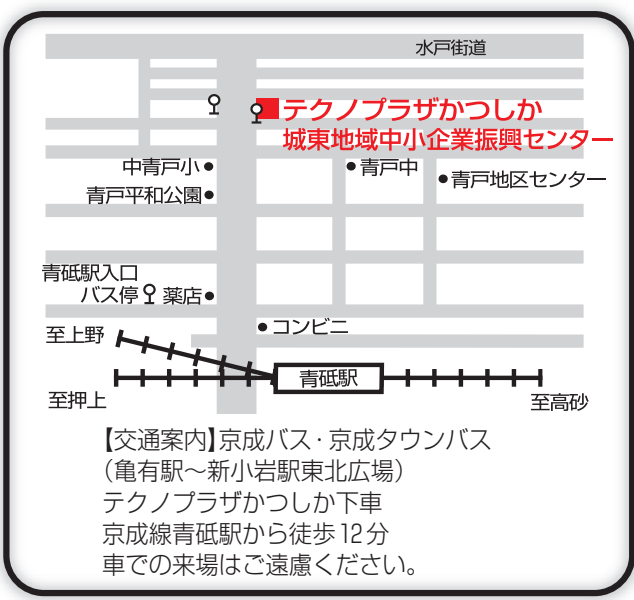 水戸街道
テクノプラザかつしか
城東地域中小企業振興センター
中青戸小
青戸中
青戸地区センター
青戸平和公園
青砥駅入口
バス停
薬店
コンビニ
至上野
青砥駅
至押上
至高砂
【交通案内】京成バス・京成タウンバス
(亀有駅～新小岩駅東北広場)
テクノプラザかつしか下車
京成線青砥駅から徒歩12分
車での来場はご遠慮ください。